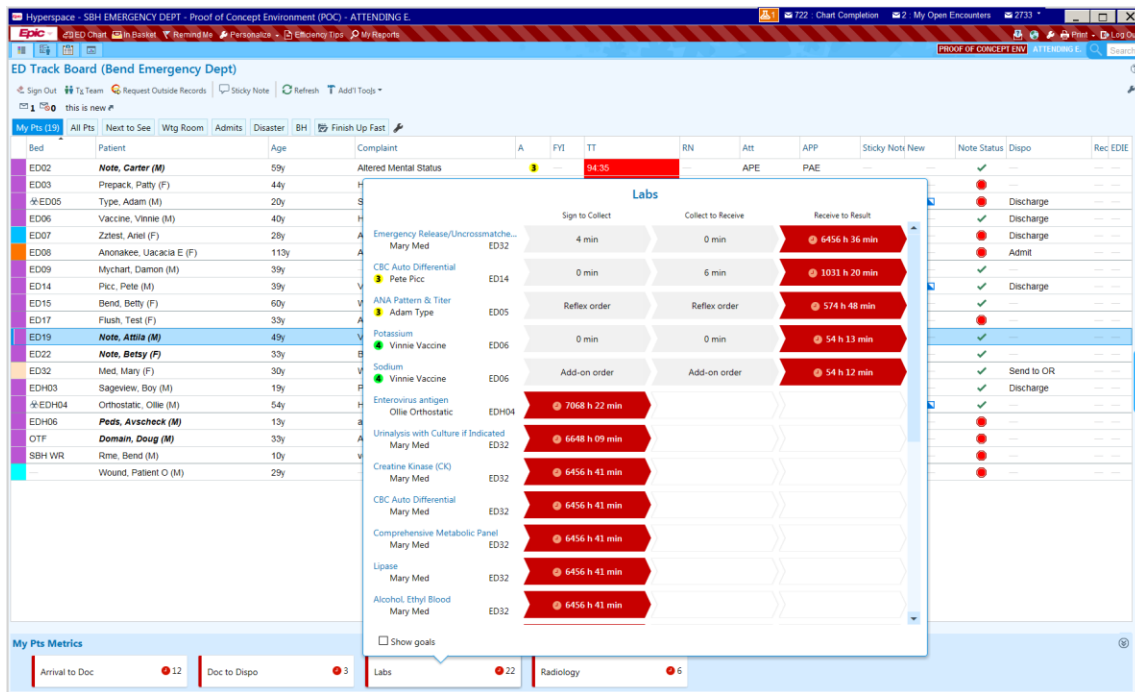 Hyperspace - SBH EMERGENCY DEPT - Proof of Concept Environment (POC) - ATTENDING E.
1 722 : Chart Completion 2 : My Open Encounters 2733
Epic ED Chart In Basket Remind Me Personalize Efficiency Tips My Reports Print Log Ou
PROOF OF CONCEPT ENV ATTENDING E. Search
ED Track Board (Bend Emergency Dept)
Sign Out Tx Team Request Outside Records Sticky Note Refresh Add'l Tools
1 0 this is new
My Pts (19) All Pts Next to See Wtg Room Admits Disaster BH Finish Up Fast
Bed Patient Age Complaint A FYI TT RN Att APP Sticky Note New Note Status Dispo Rec EDIE
ED02 Note, Carter (M) 59y Altered Mental Status 3 — 94:35 APE PAE —
ED03 Prepack, Patty (F) 44y H —
ED05 Type, Adam (M) 20y S Discharge
ED06 Vaccine, Vinnie (M) 40y H Discharge
ED07 Zztest, Ariel (F) 28y A Discharge
ED08 Anonakee, Uacacia E (F) 113y A Admit
ED09 Mychart, Damon (M) 39y —
ED14 Picc, Pete (M) 39y V Discharge
ED15 Bend, Betty (F) 60y —
ED17 Flush, Test (F) 33y A —
ED19 Note, Attila (M) 49y V —
ED22 Note, Betsy (F) 33y B —
ED32 Med, Mary (F) 30y Send to OR
EDH03 Sageview, Boy (M) 19y P Discharge
EDH04 Orthostatic, Ollie (M) 54y H —
EDH06 Peds, Avscheck (M) 13y a —
OTF Domain, Doug (M) 33y A —
SBH WR Rme, Bend (M) 10y v —
— Wound, Patient O (M) 29y —
Labs
Sign to Collect Collect to Receive Receive to Result
Emergency Release/Uncrossmatche...
Mary Med ED32 4 min 0 min 6456 h 36 min
CBC Auto Differential
3 Pete Picc ED14 0 min 6 min 1031 h 20 min
ANA Pattern & Titer
3 Adam Type ED05 Reflex order Reflex order 574 h 48 min
Potassium
4 Vinnie Vaccine ED06 0 min 0 min 54 h 13 min
Sodium
4 Vinnie Vaccine ED06 Add-on order Add-on order 54 h 12 min
Enterovirus antigen
Ollie Orthostatic EDH04 7068 h 22 min
Urinalysis with Culture if Indicated
Mary Med ED32 6648 h 09 min
Creatine Kinase (CK)
Mary Med ED32 6456 h 41 min
CBC Auto Differential
Mary Med ED32 6456 h 41 min
Comprehensive Metabolic Panel
Mary Med ED32 6456 h 41 min
Lipase
Mary Med ED32 6456 h 41 min
Alcohol, Ethyl Blood
Mary Med ED32 6456 h 41 min
Show goals
My Pts Metrics
Arrival to Doc 12 Doc to Dispo 3 Labs 22 Radiology 6